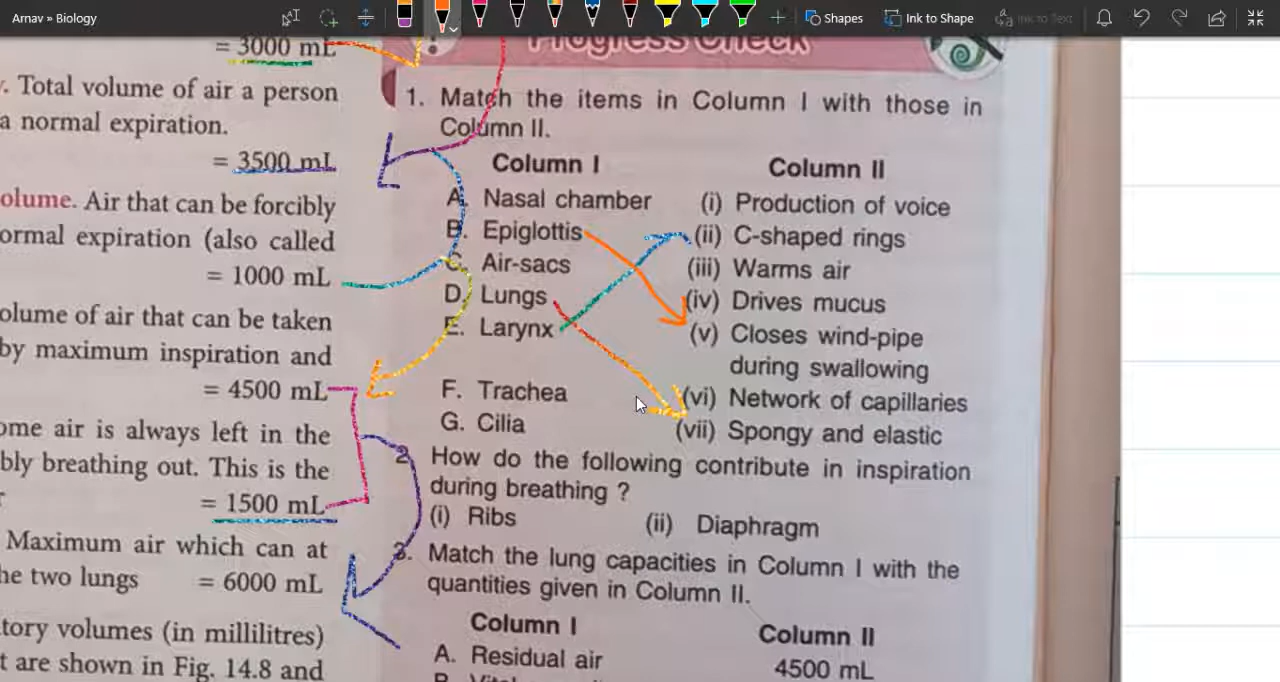 Arnav » Biology
Shapes
Ink to Shape
Ink to Text
= 3000 mL
Total volume of air a person
a normal expiration.
= 3500 mL
olume. Air that can be forcibly
ormal expiration (also called
= 1000 mL
olume of air that can be taken
by maximum inspiration and
= 4500 mL
ome air is always left in the
bly breathing out. This is the
= 1500 mL
Maximum air which can at
he two lungs = 6000 mL
tory volumes (in millilitres)
t are shown in Fig. 14.8 and
Progress Check
1. Match the items in Column I with those in
Column II.
Column I Column II
A. Nasal chamber (i) Production of voice
B. Epiglottis (ii) C-shaped rings
C. Air-sacs (iii) Warms air
D. Lungs (iv) Drives mucus
E. Larynx (v) Closes wind-pipe
during swallowing
F. Trachea (vi) Network of capillaries
G. Cilia (vii) Spongy and elastic
2. How do the following contribute in inspiration
during breathing ?
(i) Ribs (ii) Diaphragm
3. Match the lung capacities in Column I with the
quantities given in Column II.
Column I Column II
A. Residual air 4500 mL